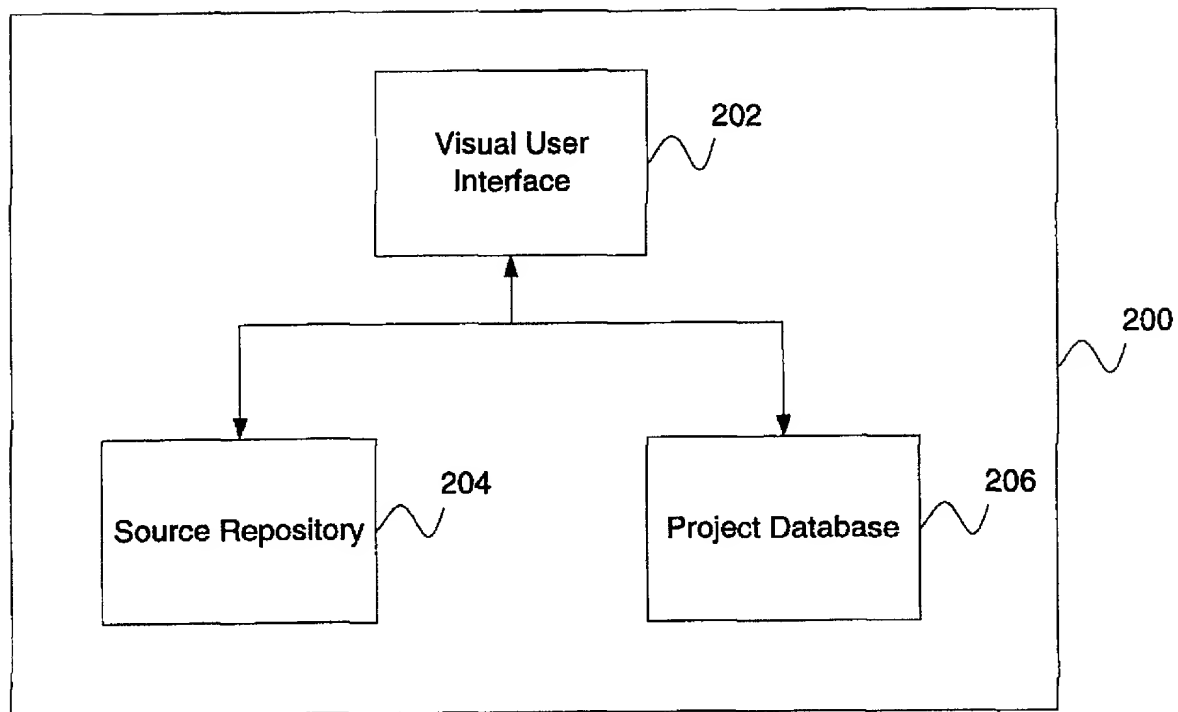 202
Visual User
Interface
200
204
Source Repository
206
Project Database